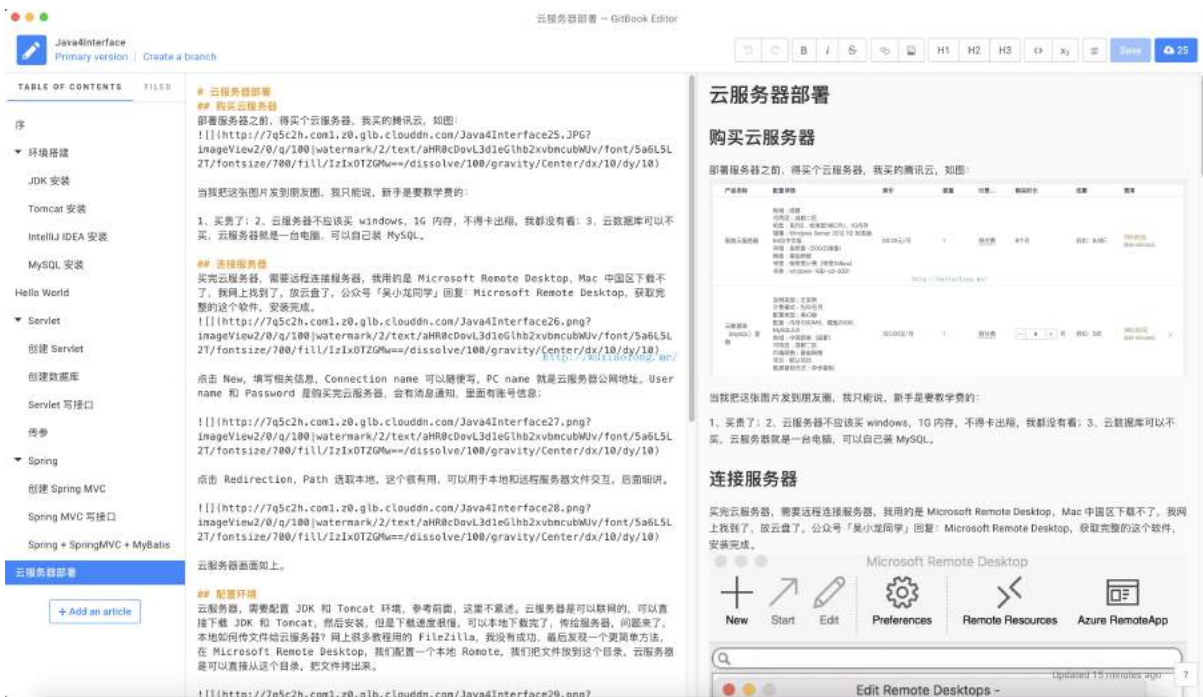 云服务器部署 — GitBook Editor
Java4Interface
Primary version | Create a branch
B I S H1 H2 H3 <> x₂ Save 25
TABLE OF CONTENTS FILES
序
环境搭建
JDK 安装
Tomcat 安装
IntelliJ IDEA 安装
MySQL 安装
Hello World
Servlet
创建 Servlet
创建数据库
Servlet 写接口
传参
Spring
创建 Spring MVC
Spring MVC 写接口
Spring + SpringMVC + MyBatis
云服务器部署
+ Add an article
# 云服务器部署
## 购买云服务器
部署服务器之前，得买个云服务器，我买的腾讯云，如图：
![](http://7q5c2h.com1.z0.glb.clouddn.com/Java4Interface25.JPG?
imageView2/0/q/100|watermark/2/text/aHR0cDovL3d1eGlhb2xvbmcubWUv/font/5a6L5L
2T/fontsize/700/fill/IzIxOTZGMw==/dissolve/100/gravity/Center/dx/10/dy/10)
当我把这张图片发到朋友圈，我只能说，新手是要教学费的：
1、买贵了；2、云服务器不应该买 windows，1G 内存，不得卡出翔，我都没有看；3、云数据库可以不
买，云服务器就是一台电脑，可以自己装 MySQL。
## 连接服务器
买完云服务器，需要远程连接服务器，我用的是 Microsoft Remote Desktop，Mac 中国区下载不
了，我网上找到了，放云盘了，公众号「吴小龙同学」回复：Microsoft Remote Desktop，获取完
整的这个软件，安装完成。
![](http://7q5c2h.com1.z0.glb.clouddn.com/Java4Interface26.png?
imageView2/0/q/100|watermark/2/text/aHR0cDovL3d1eGlhb2xvbmcubWUv/font/5a6L5L
2T/fontsize/700/fill/IzIxOTZGMw==/dissolve/100/gravity/Center/dx/10/dy/10)
http://wuxiaolong.me/
点击 New，填写相关信息，Connection name 可以随便写，PC name 就是云服务器公网地址，User
name 和 Password 是购买完云服务器，会有消息通知，里面有账号信息：
![](http://7q5c2h.com1.z0.glb.clouddn.com/Java4Interface27.png?
imageView2/0/q/100|watermark/2/text/aHR0cDovL3d1eGlhb2xvbmcubWUv/font/5a6L5L
2T/fontsize/700/fill/IzIxOTZGMw==/dissolve/100/gravity/Center/dx/10/dy/10)
点击 Redirection，Path 选取本地，这个很有用，可以用于本地和远程服务器文件交互，后面细讲。
![](http://7q5c2h.com1.z0.glb.clouddn.com/Java4Interface28.png?
imageView2/0/q/100|watermark/2/text/aHR0cDovL3d1eGlhb2xvbmcubWUv/font/5a6L5L
2T/fontsize/700/fill/IzIxOTZGMw==/dissolve/100/gravity/Center/dx/10/dy/10)
云服务器画面如上。
## 配置环境
云服务器，需要配置 JDK 和 Tomcat 环境，参考前面，这里不累述。云服务器是可以联网的，可以直
接下载 JDK 和 Tomcat，然后安装，但是下载速度很慢，可以本地下载完了，传给服务器，问题来了，
本地如何传文件给云服务器？网上很多教程用的 FileZilla，我没有成功，最后发现一个更简单方法，
在 Microsoft Remote Desktop，我们配置一个本地 Romote，我们把文件放到这个目录，云服务器
是可以直接从这个目录，把文件拷出来。
![](http://7q5c2h.com1.z0.glb.clouddn.com/Java4Interface29.png?
云服务器部署
购买云服务器
部署服务器之前，得买个云服务器，我买的腾讯云，如图：
当我把这张图片发到朋友圈，我只能说，新手是要教学费的：
1、买贵了；2、云服务器不应该买 windows，1G 内存，不得卡出翔，我都没有看；3、云数据库可以不
买，云服务器就是一台电脑，可以自己装 MySQL。
连接服务器
买完云服务器，需要远程连接服务器，我用的是 Microsoft Remote Desktop，Mac 中国区下载不了，我网
上找到了，放云盘了，公众号「吴小龙同学」回复：Microsoft Remote Desktop，获取完整的这个软件，
安装完成。
Microsoft Remote Desktop
New Start Edit Preferences Remote Resources Azure RemoteApp
Updated 15 minutes ago ?
Edit Remote Desktops -